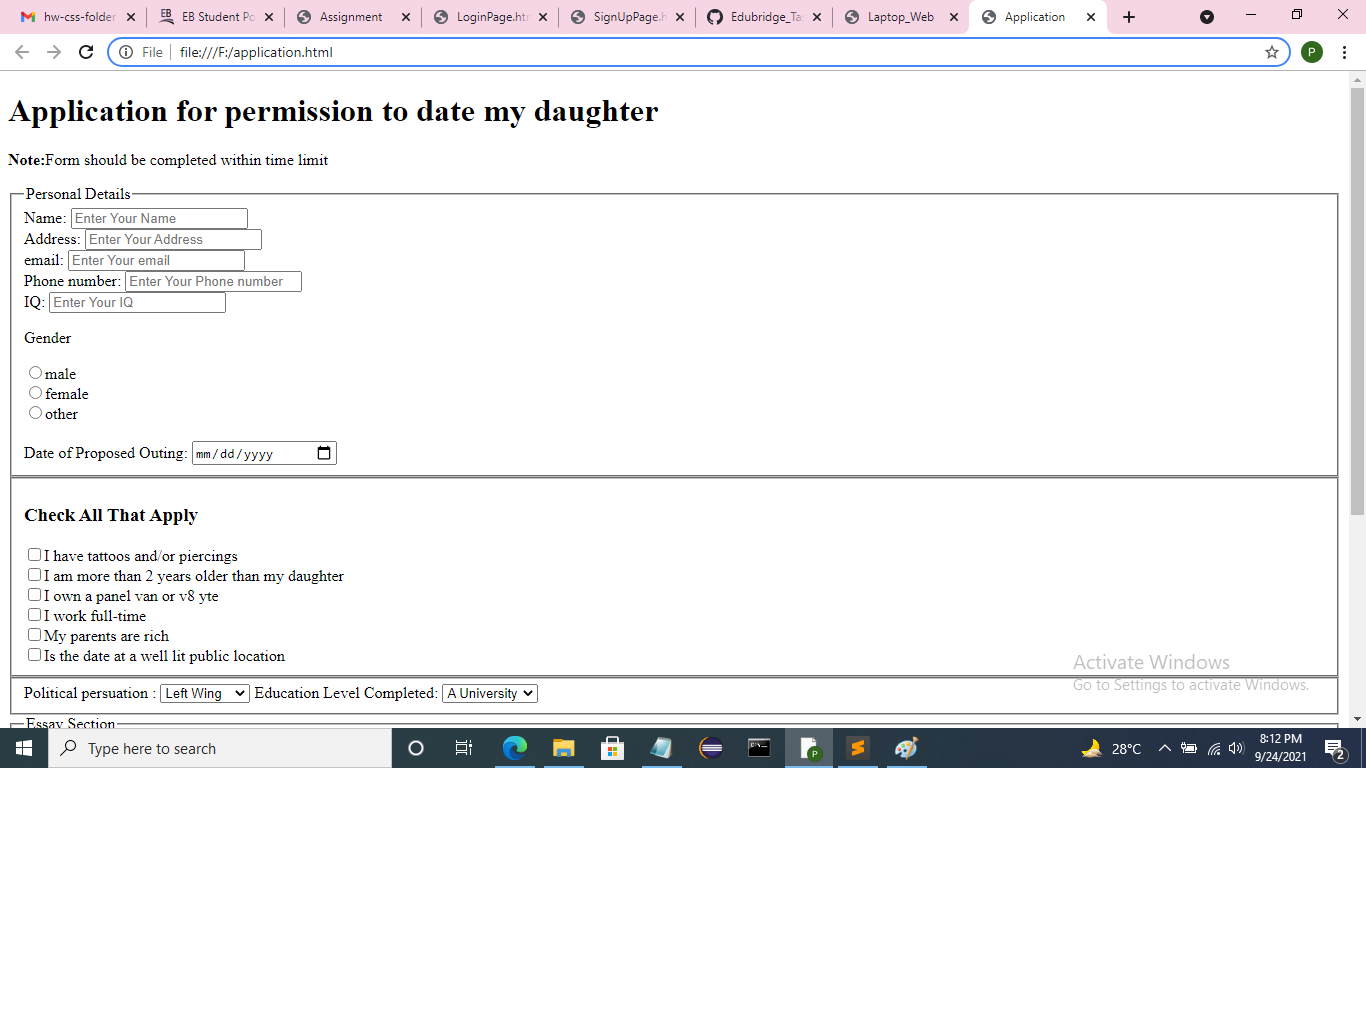 hw-css-folder
EB Student Po
Assignment
LoginPage.htm
SignUpPage.h
Edubridge_Tas
Laptop_Web
Application
File
file:///F:/application.html
P
Application for permission to date my daughter
Note:Form should be completed within time limit
Personal Details
Name: Enter Your Name
Address: Enter Your Address
email: Enter Your email
Phone number: Enter Your Phone number
IQ: Enter Your IQ
Gender
male
female
other
Date of Proposed Outing: mm/dd/yyyy
Check All That Apply
I have tattoos and/or piercings
I am more than 2 years older than my daughter
I own a panel van or v8 yte
I work full-time
My parents are rich
Is the date at a well lit public location
Activate Windows
Go to Settings to activate Windows.
Political persuation : Left Wing Education Level Completed: A University
Essay Section
Type here to search
28°C
8:12 PM
9/24/2021
2